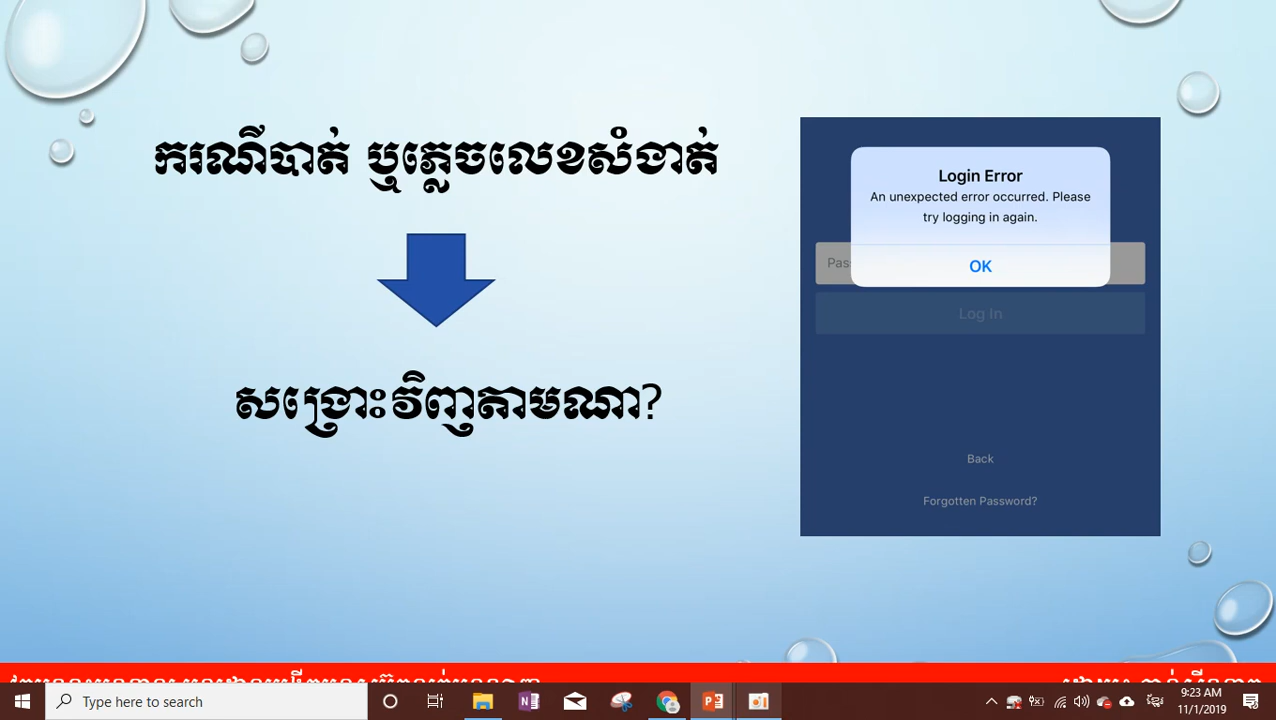 ករណីបាត់ ឬភ្លេចលេខសំងាត់
សង្គ្រោះវិញតាមណា?
Login Error
An unexpected error occurred. Please
try logging in again.
OK
Pas
Log In
Back
Forgotten Password?
Type here to search
9:23 AM
11/1/2019